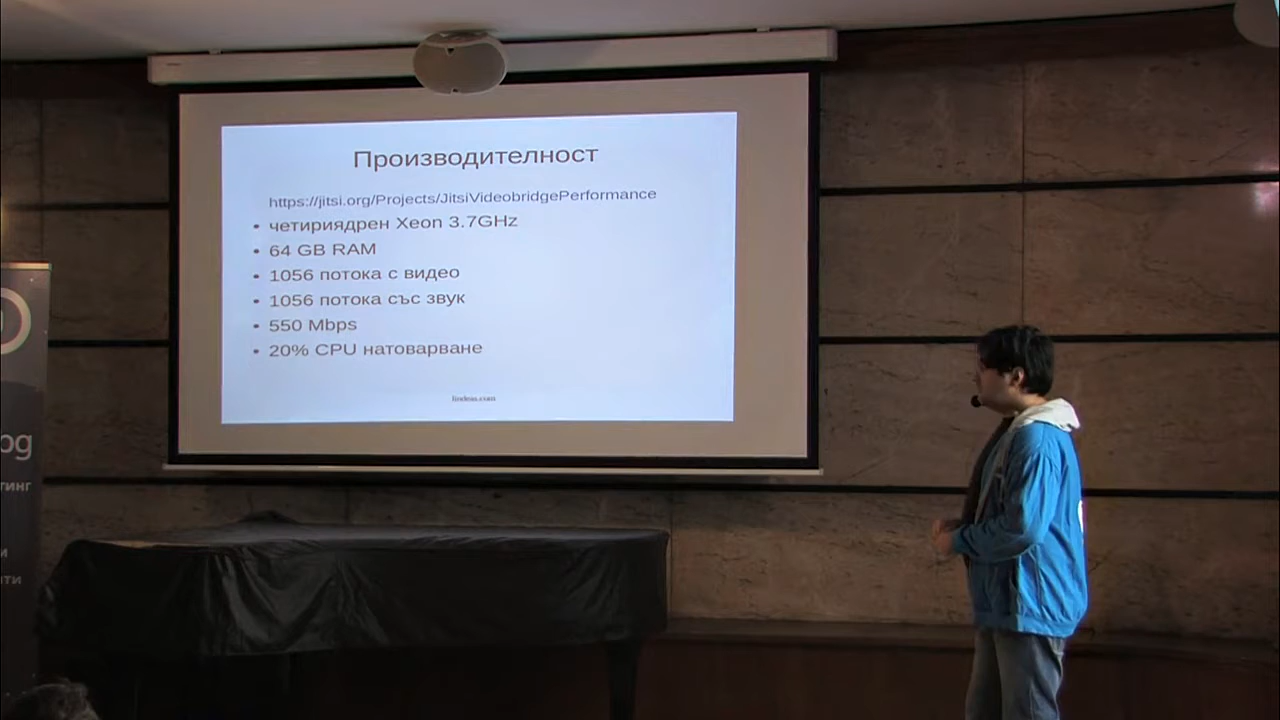 Производителност
https://jitsi.org/Projects/JitsiVideobridgePerformance
• четириядрен Xeon 3.7GHz
• 64 GB RAM
• 1056 потока с видео
• 1056 потока със звук
• 550 Mbps
• 20% CPU натоварване